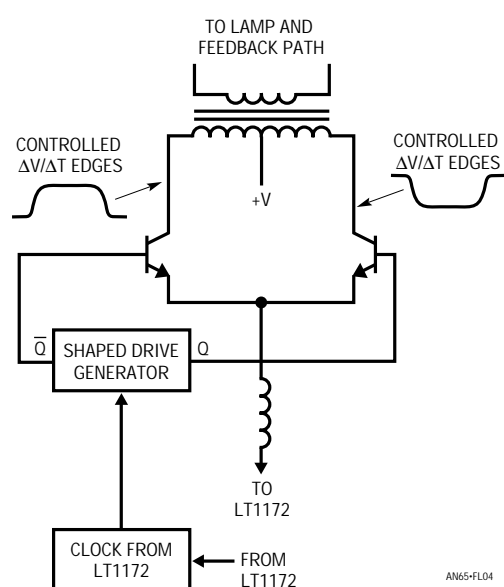 TO LAMP AND
FEEDBACK PATH
CONTROLLED
ΔV/ΔT EDGES
CONTROLLED
ΔV/ΔT EDGES
+V
Q̅
SHAPED DRIVE
GENERATOR
Q
TO
LT1172
CLOCK FROM
LT1172
FROM
LT1172
AN65•FL04